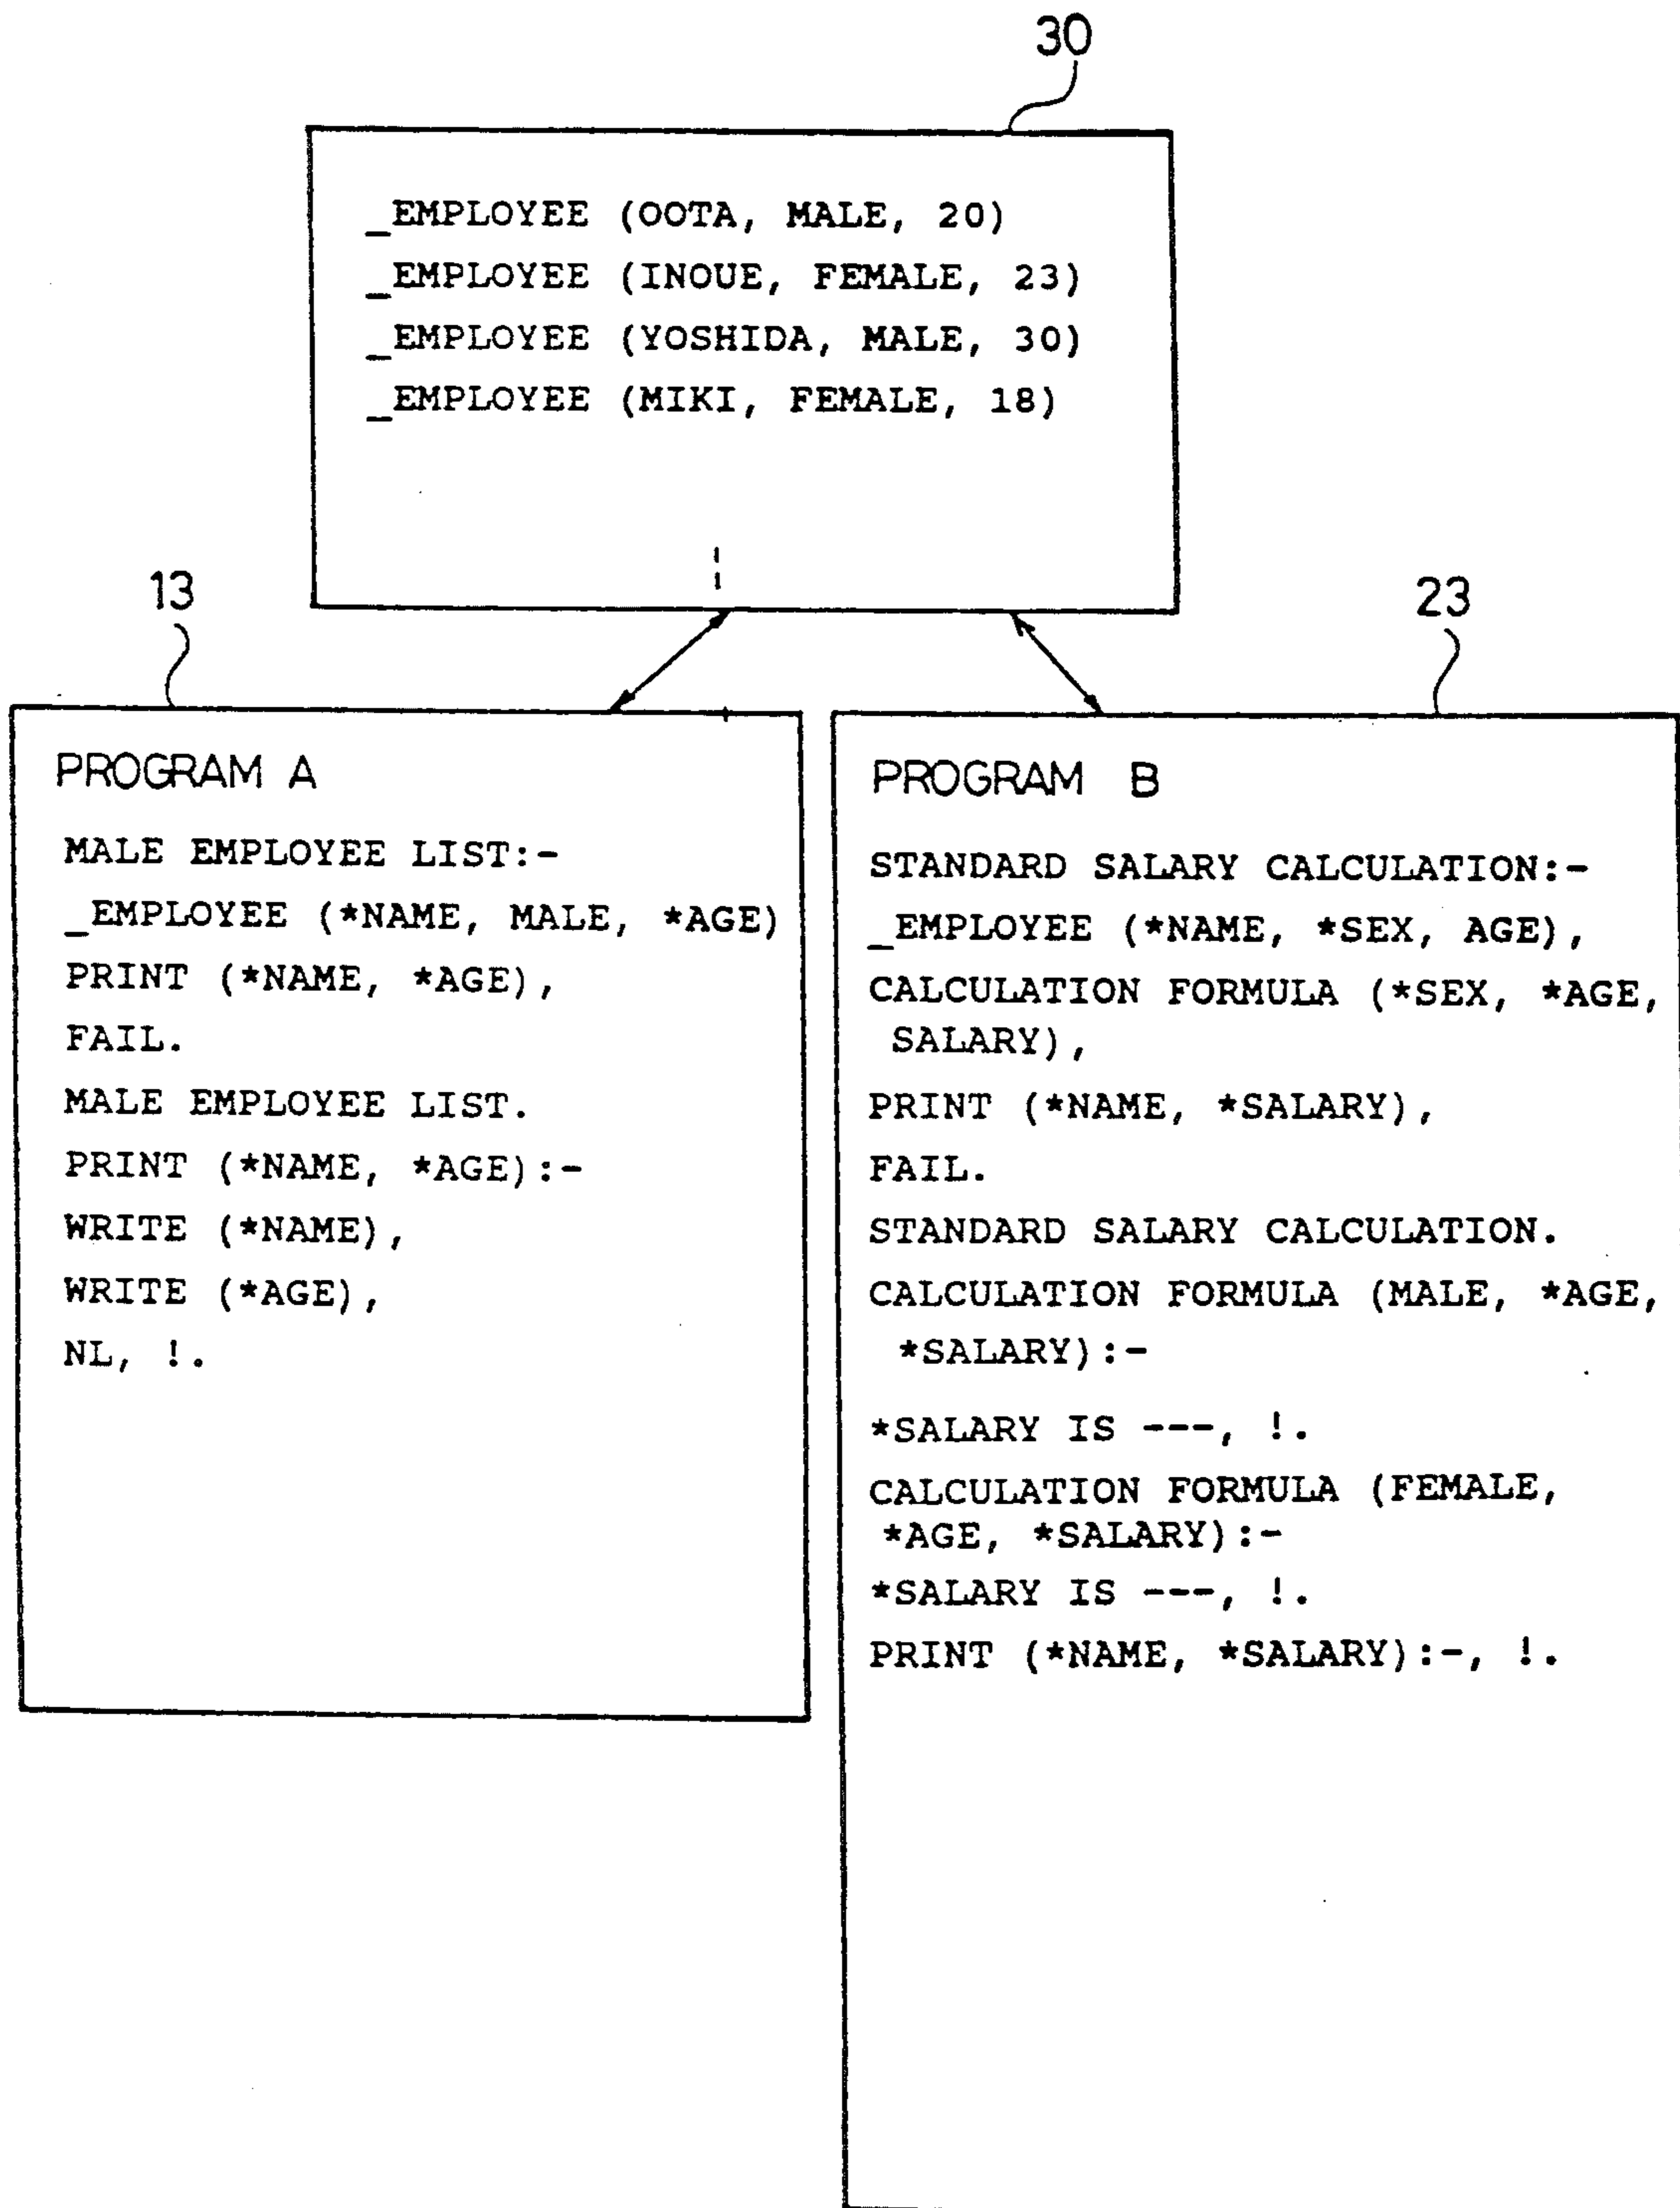 30
_EMPLOYEE (OOTA, MALE, 20)
_EMPLOYEE (INOUE, FEMALE, 23)
_EMPLOYEE (YOSHIDA, MALE, 30)
_EMPLOYEE (MIKI, FEMALE, 18)
13
PROGRAM A
MALE EMPLOYEE LIST:-
_EMPLOYEE (*NAME, MALE, *AGE)
PRINT (*NAME, *AGE),
FAIL.
MALE EMPLOYEE LIST.
PRINT (*NAME, *AGE):-
WRITE (*NAME),
WRITE (*AGE),
NL, !.
23
PROGRAM B
STANDARD SALARY CALCULATION:-
_EMPLOYEE (*NAME, *SEX, AGE),
CALCULATION FORMULA (*SEX, *AGE,
SALARY),
PRINT (*NAME, *SALARY),
FAIL.
STANDARD SALARY CALCULATION.
CALCULATION FORMULA (MALE, *AGE,
*SALARY):-
*SALARY IS ---, !.
CALCULATION FORMULA (FEMALE,
*AGE, *SALARY):-
*SALARY IS ---, !.
PRINT (*NAME, *SALARY):-, !.